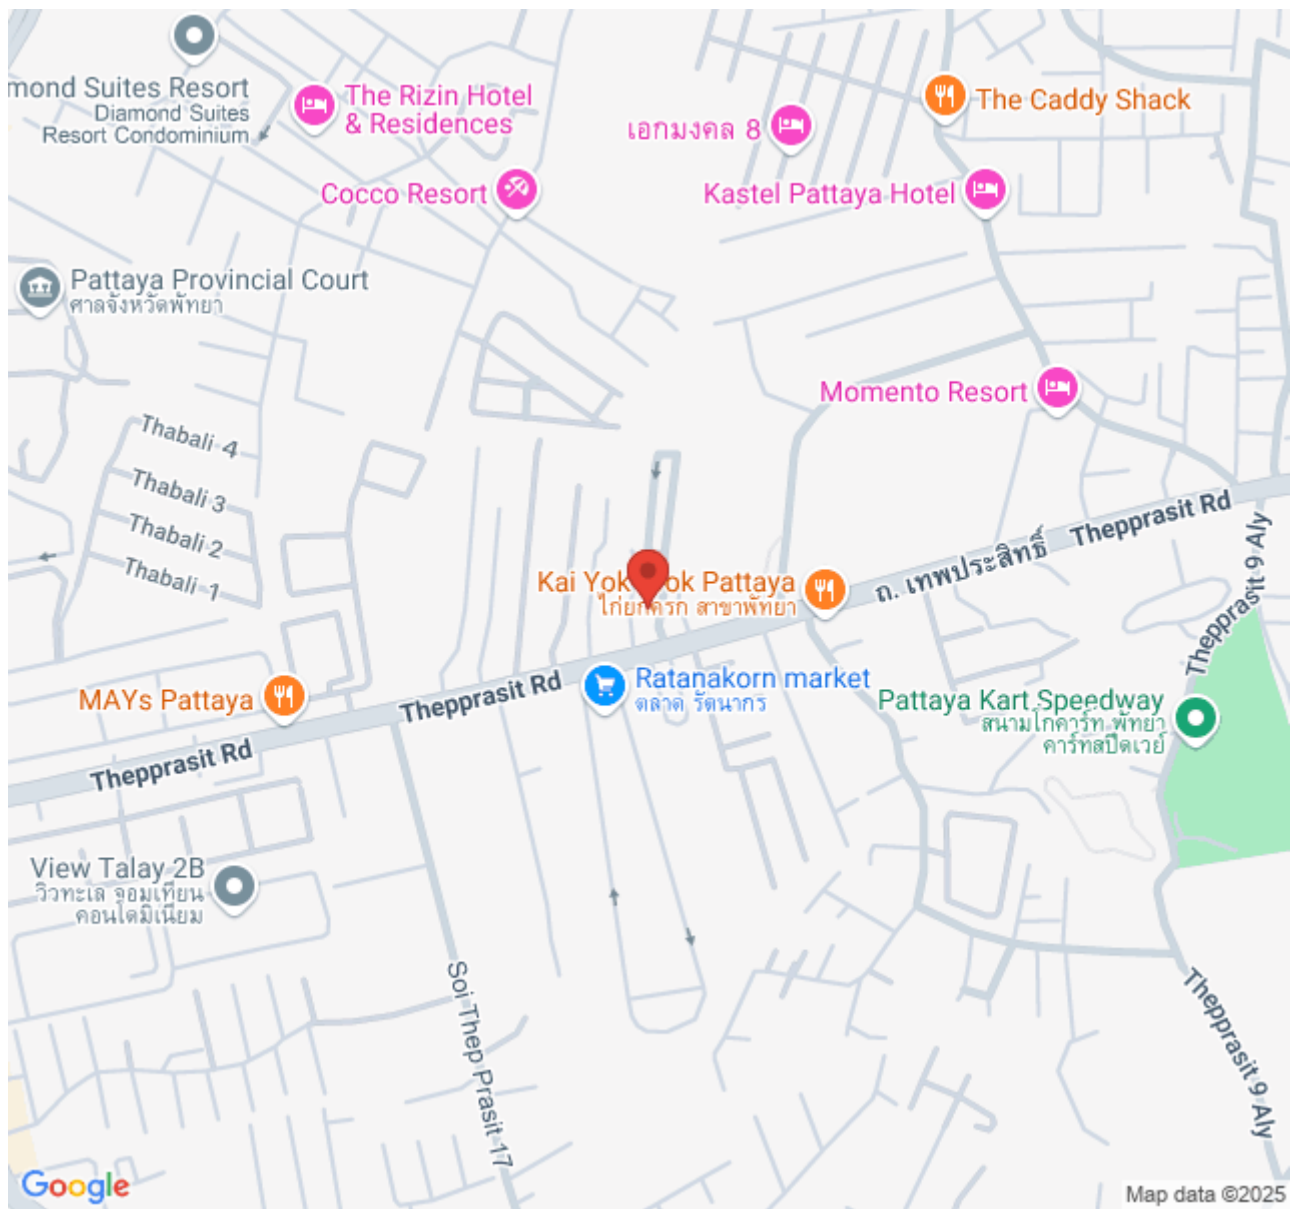 mond Suites Resort
Diamond Suites
Resort Condominium
The Rizin Hotel
& Residences
เอกมงคล 8
The Caddy Shack
Cocco Resort
Kastel Pattaya Hotel
Pattaya Provincial Court
ศาลจังหวัดพัทยา
Momento Resort
Thabali 4
Thabali 3
Thabali 2
Thabali 1
Thepprasit Rd
ถ. เทพประสิทธิ์
Thepprasit 9 Aly
Kai Yok Pattaya
สาขาพัทยา
Ratanakorn market
ตลาด รัตนากร
Thepprasit Rd
MAYs Pattaya
Thepprasit Rd
Pattaya Kart Speedway
สนามโกคาร์ท พัทยา
คาร์ทสปีดเวย์
View Talay 2B
วิวทะเล จอมเทียน
คอนโดมิเนียม
Soi Thep Prasit 17
Thepprasit 9 Aly
Google
Map data ©2025